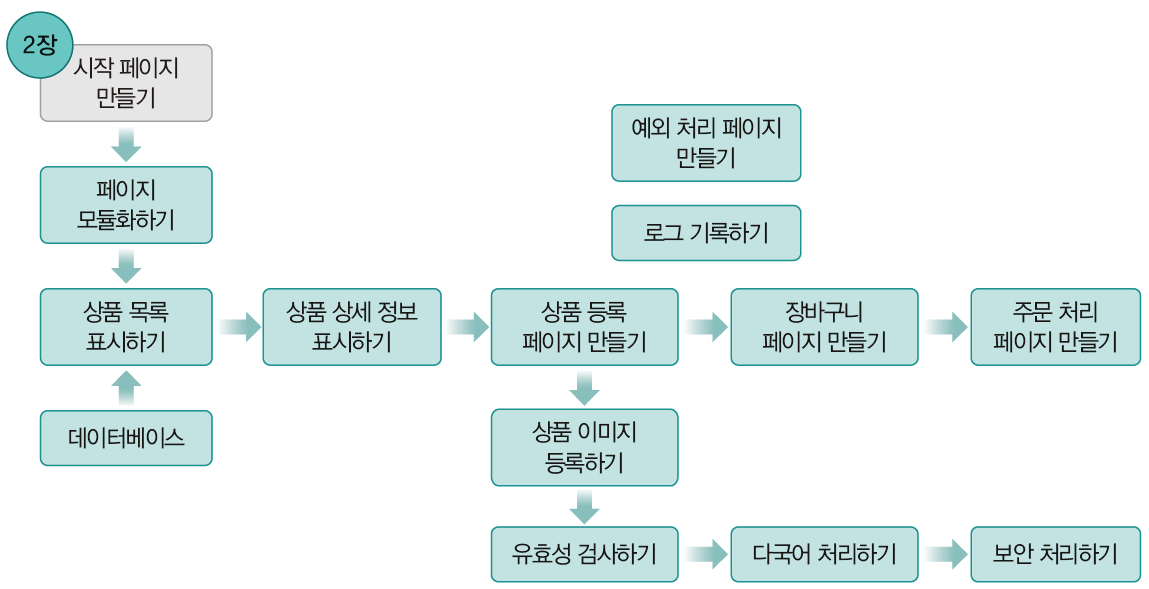 2장
시작 페이지
만들기
페이지
모듈화하기
예외 처리 페이지
만들기
로그 기록하기
상품 목록
표시하기
상품 상세 정보
표시하기
상품 등록
페이지 만들기
장바구니
페이지 만들기
주문 처리
페이지 만들기
데이터베이스
상품 이미지
등록하기
유효성 검사하기
다국어 처리하기
보안 처리하기